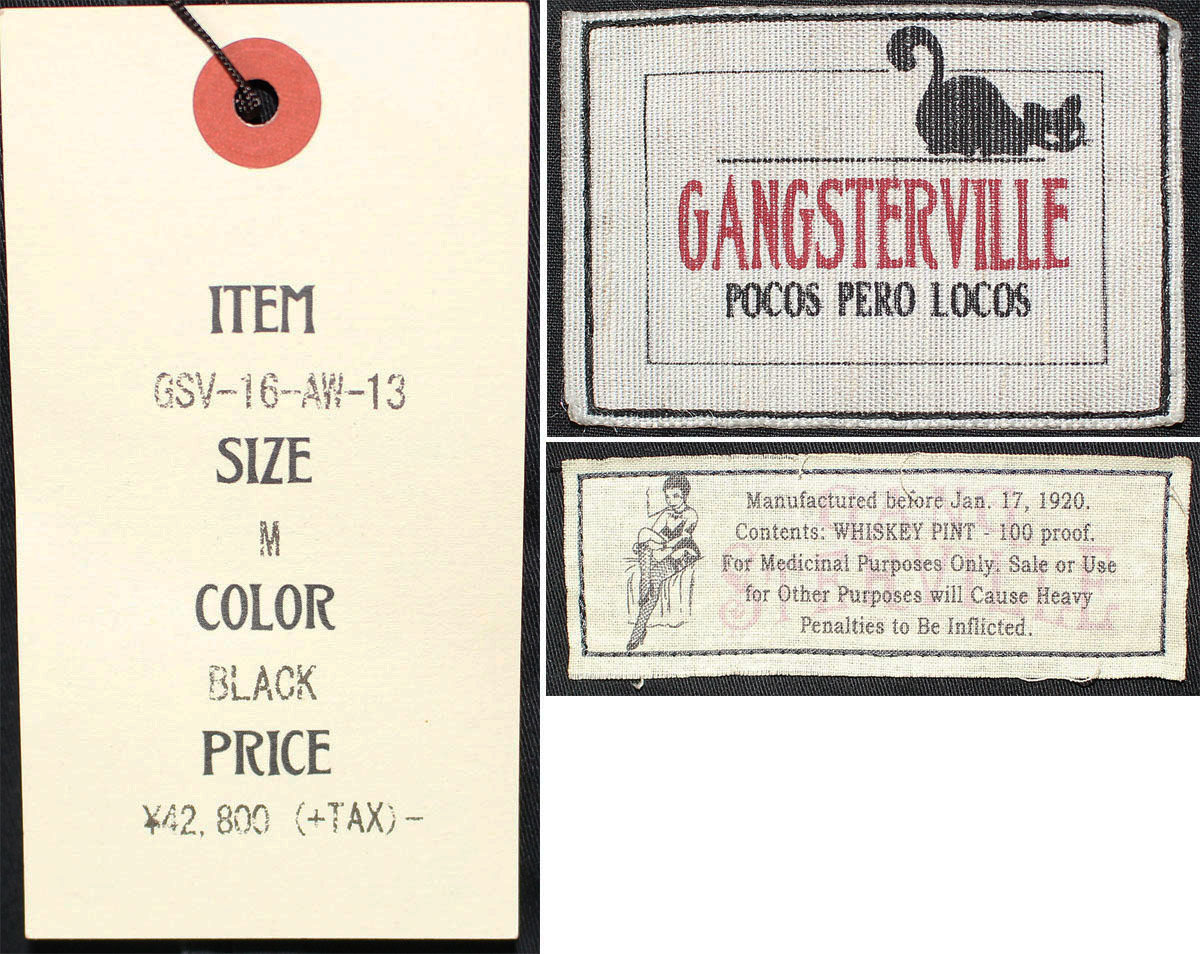 ITEM
GSV-16-AW-13
SIZE
M
COLOR
BLACK
PRICE
¥42,800 (+TAX)-
GANGSTERVILLE
POCOS PERO LOCOS
Manufactured before Jan. 17, 1920.
Contents: WHISKEY PINT - 100 proof.
For Medicinal Purposes Only. Sale or Use
for Other Purposes will Cause Heavy
Penalties to Be Inflicted.
GANG
STERVILLE